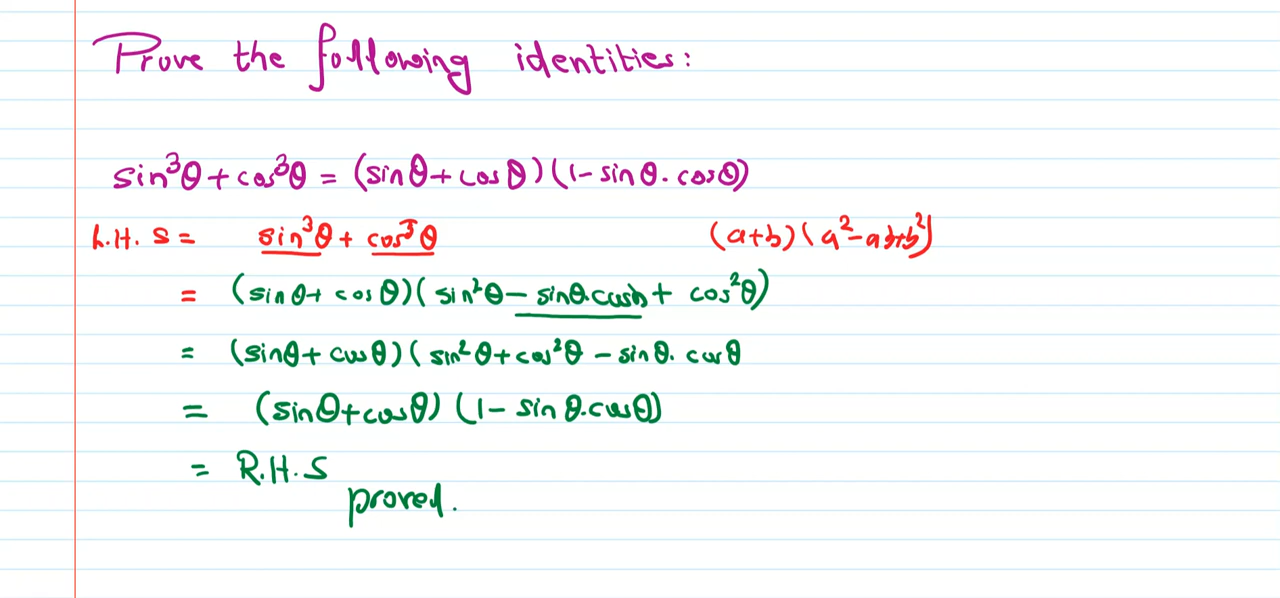 Prove the following identities:
sin³θ + cos³θ = (sinθ + cosθ)(1 - sinθ. cosθ)
L.H. S = sin³θ + cos³θ (a+b)(a²-ab+b²)
= (sinθ + cosθ)(sin²θ - sinθ.cosθ + cos²θ)
= (sinθ + cosθ)(sin²θ + cos²θ - sinθ. cosθ
= (sinθ+cosθ) (1- sinθ.cosθ)
= R.H.S
proved.